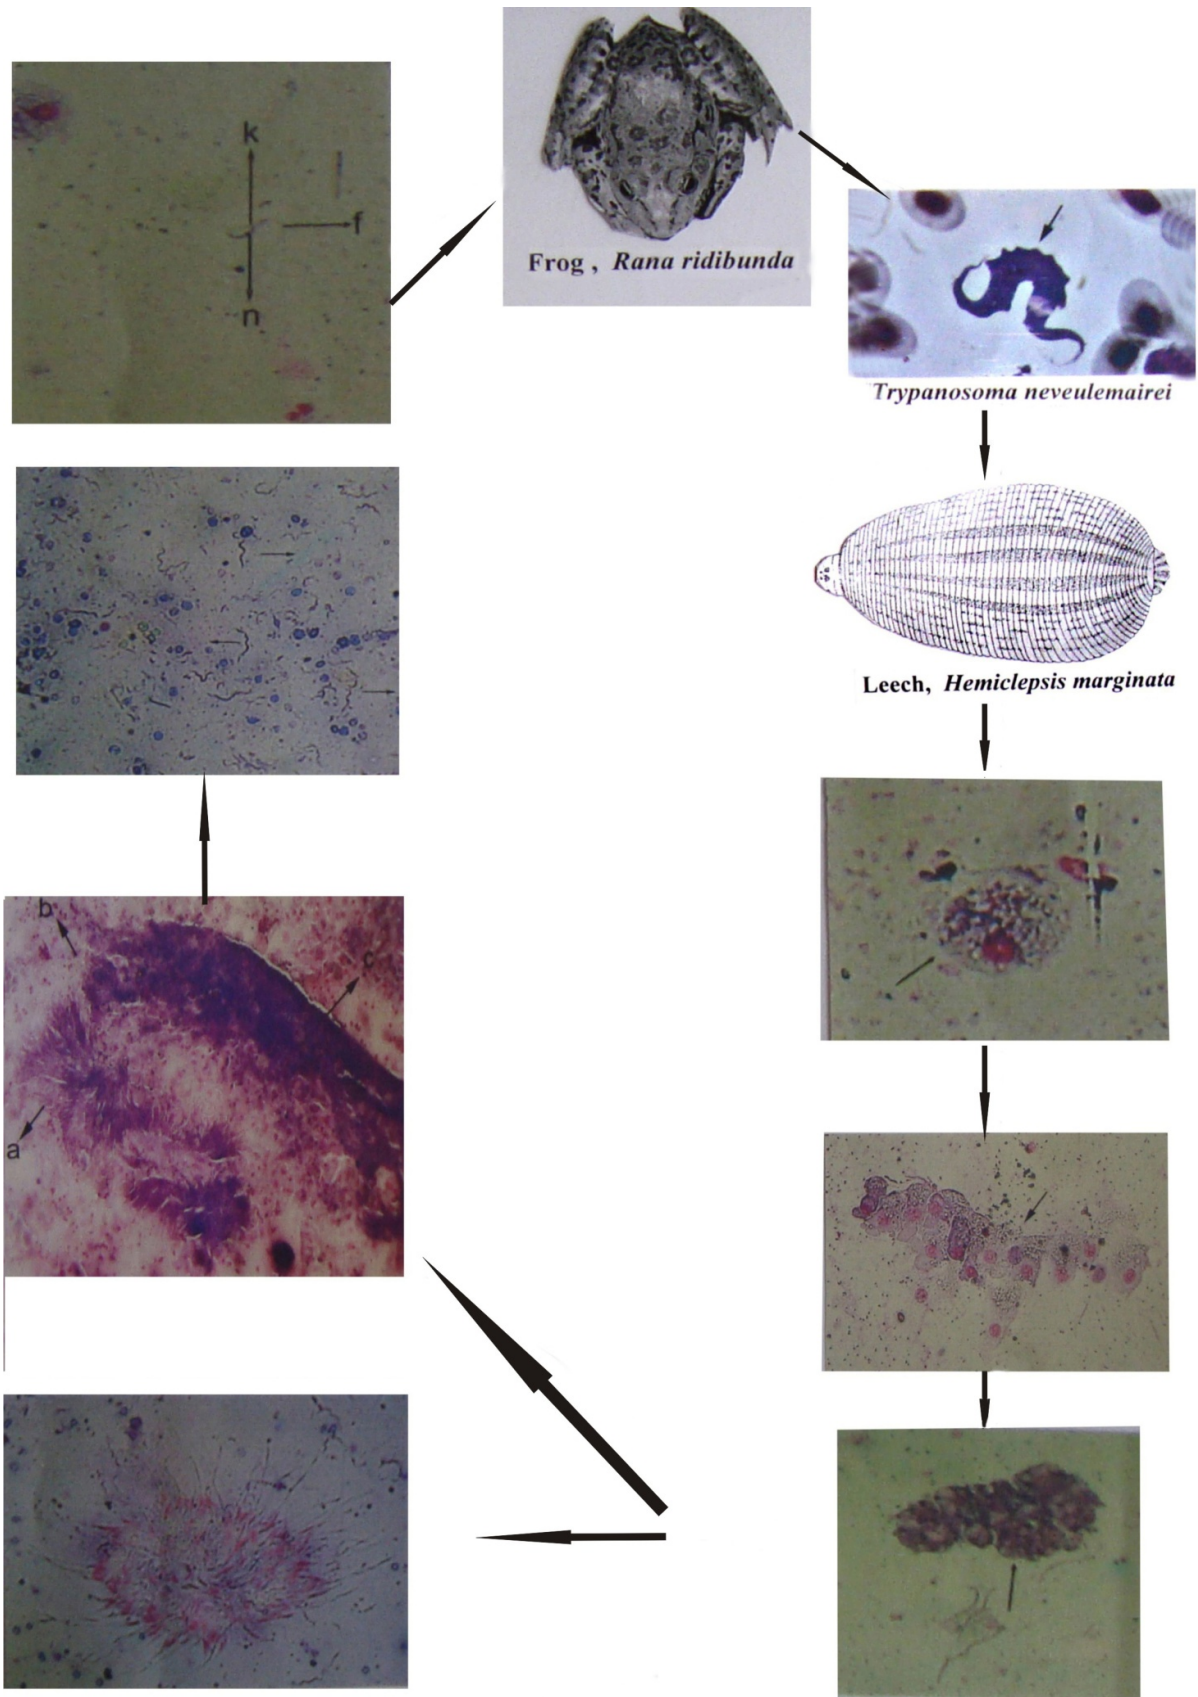 k
f
n
Frog , Rana ridibunda
Trypanosoma neveulemairei
Leech, Hemiclepsis marginata
b
c
a